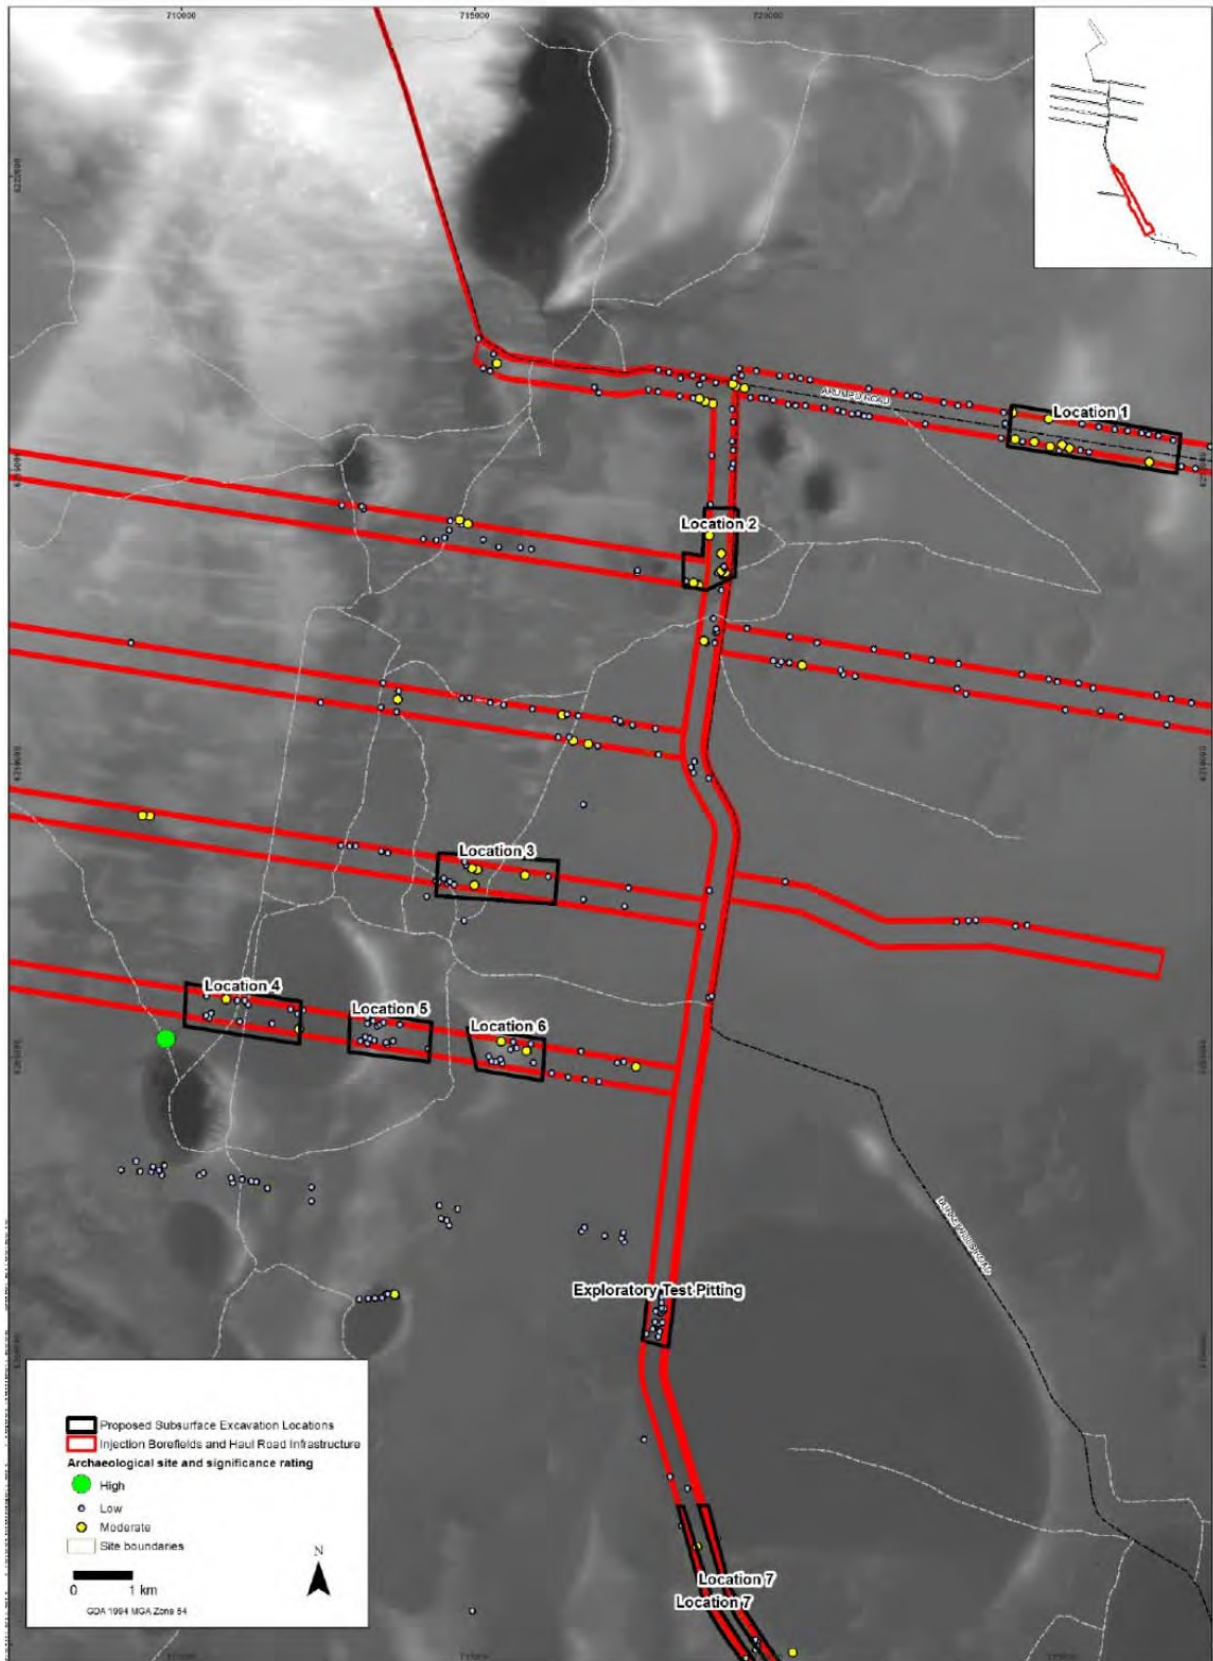 710000
715000
720000
Location 1
Location 2
Location 3
Location 4
Location 5
Location 6
Exploratory Test Pitting
Location 7
Location 7
Proposed Subsurface Excavation Locations
Injection Borefields and Haul Road Infrastructure
Archaeological site and significance rating
High
Low
Moderate
Site boundaries
N
0 1 km
GDA 1994 MGA Zone 54